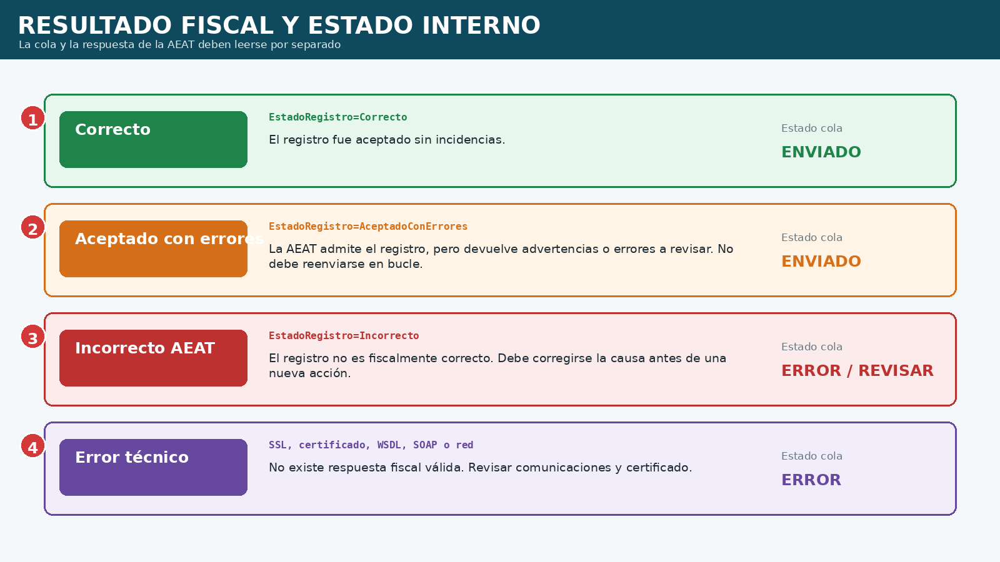 RESULTADO FISCAL Y ESTADO INTERNO
La cola y la respuesta de la AEAT deben leerse por separado
1
Correcto
EstadoRegistro=Correcto
El registro fue aceptado sin incidencias.
Estado cola
ENVIADO
2
Aceptado con errores
EstadoRegistro=AceptadoConErrores
La AEAT admite el registro, pero devuelve advertencias o errores a revisar. No
debe reenviarse en bucle.
Estado cola
ENVIADO
3
Incorrecto AEAT
EstadoRegistro=Incorrecto
El registro no es fiscalmente correcto. Debe corregirse la causa antes de una
nueva acción.
Estado cola
ERROR / REVISAR
4
Error técnico
SSL, certificado, WSDL, SOAP o red
No existe respuesta fiscal válida. Revisar comunicaciones y certificado.
Estado cola
ERROR